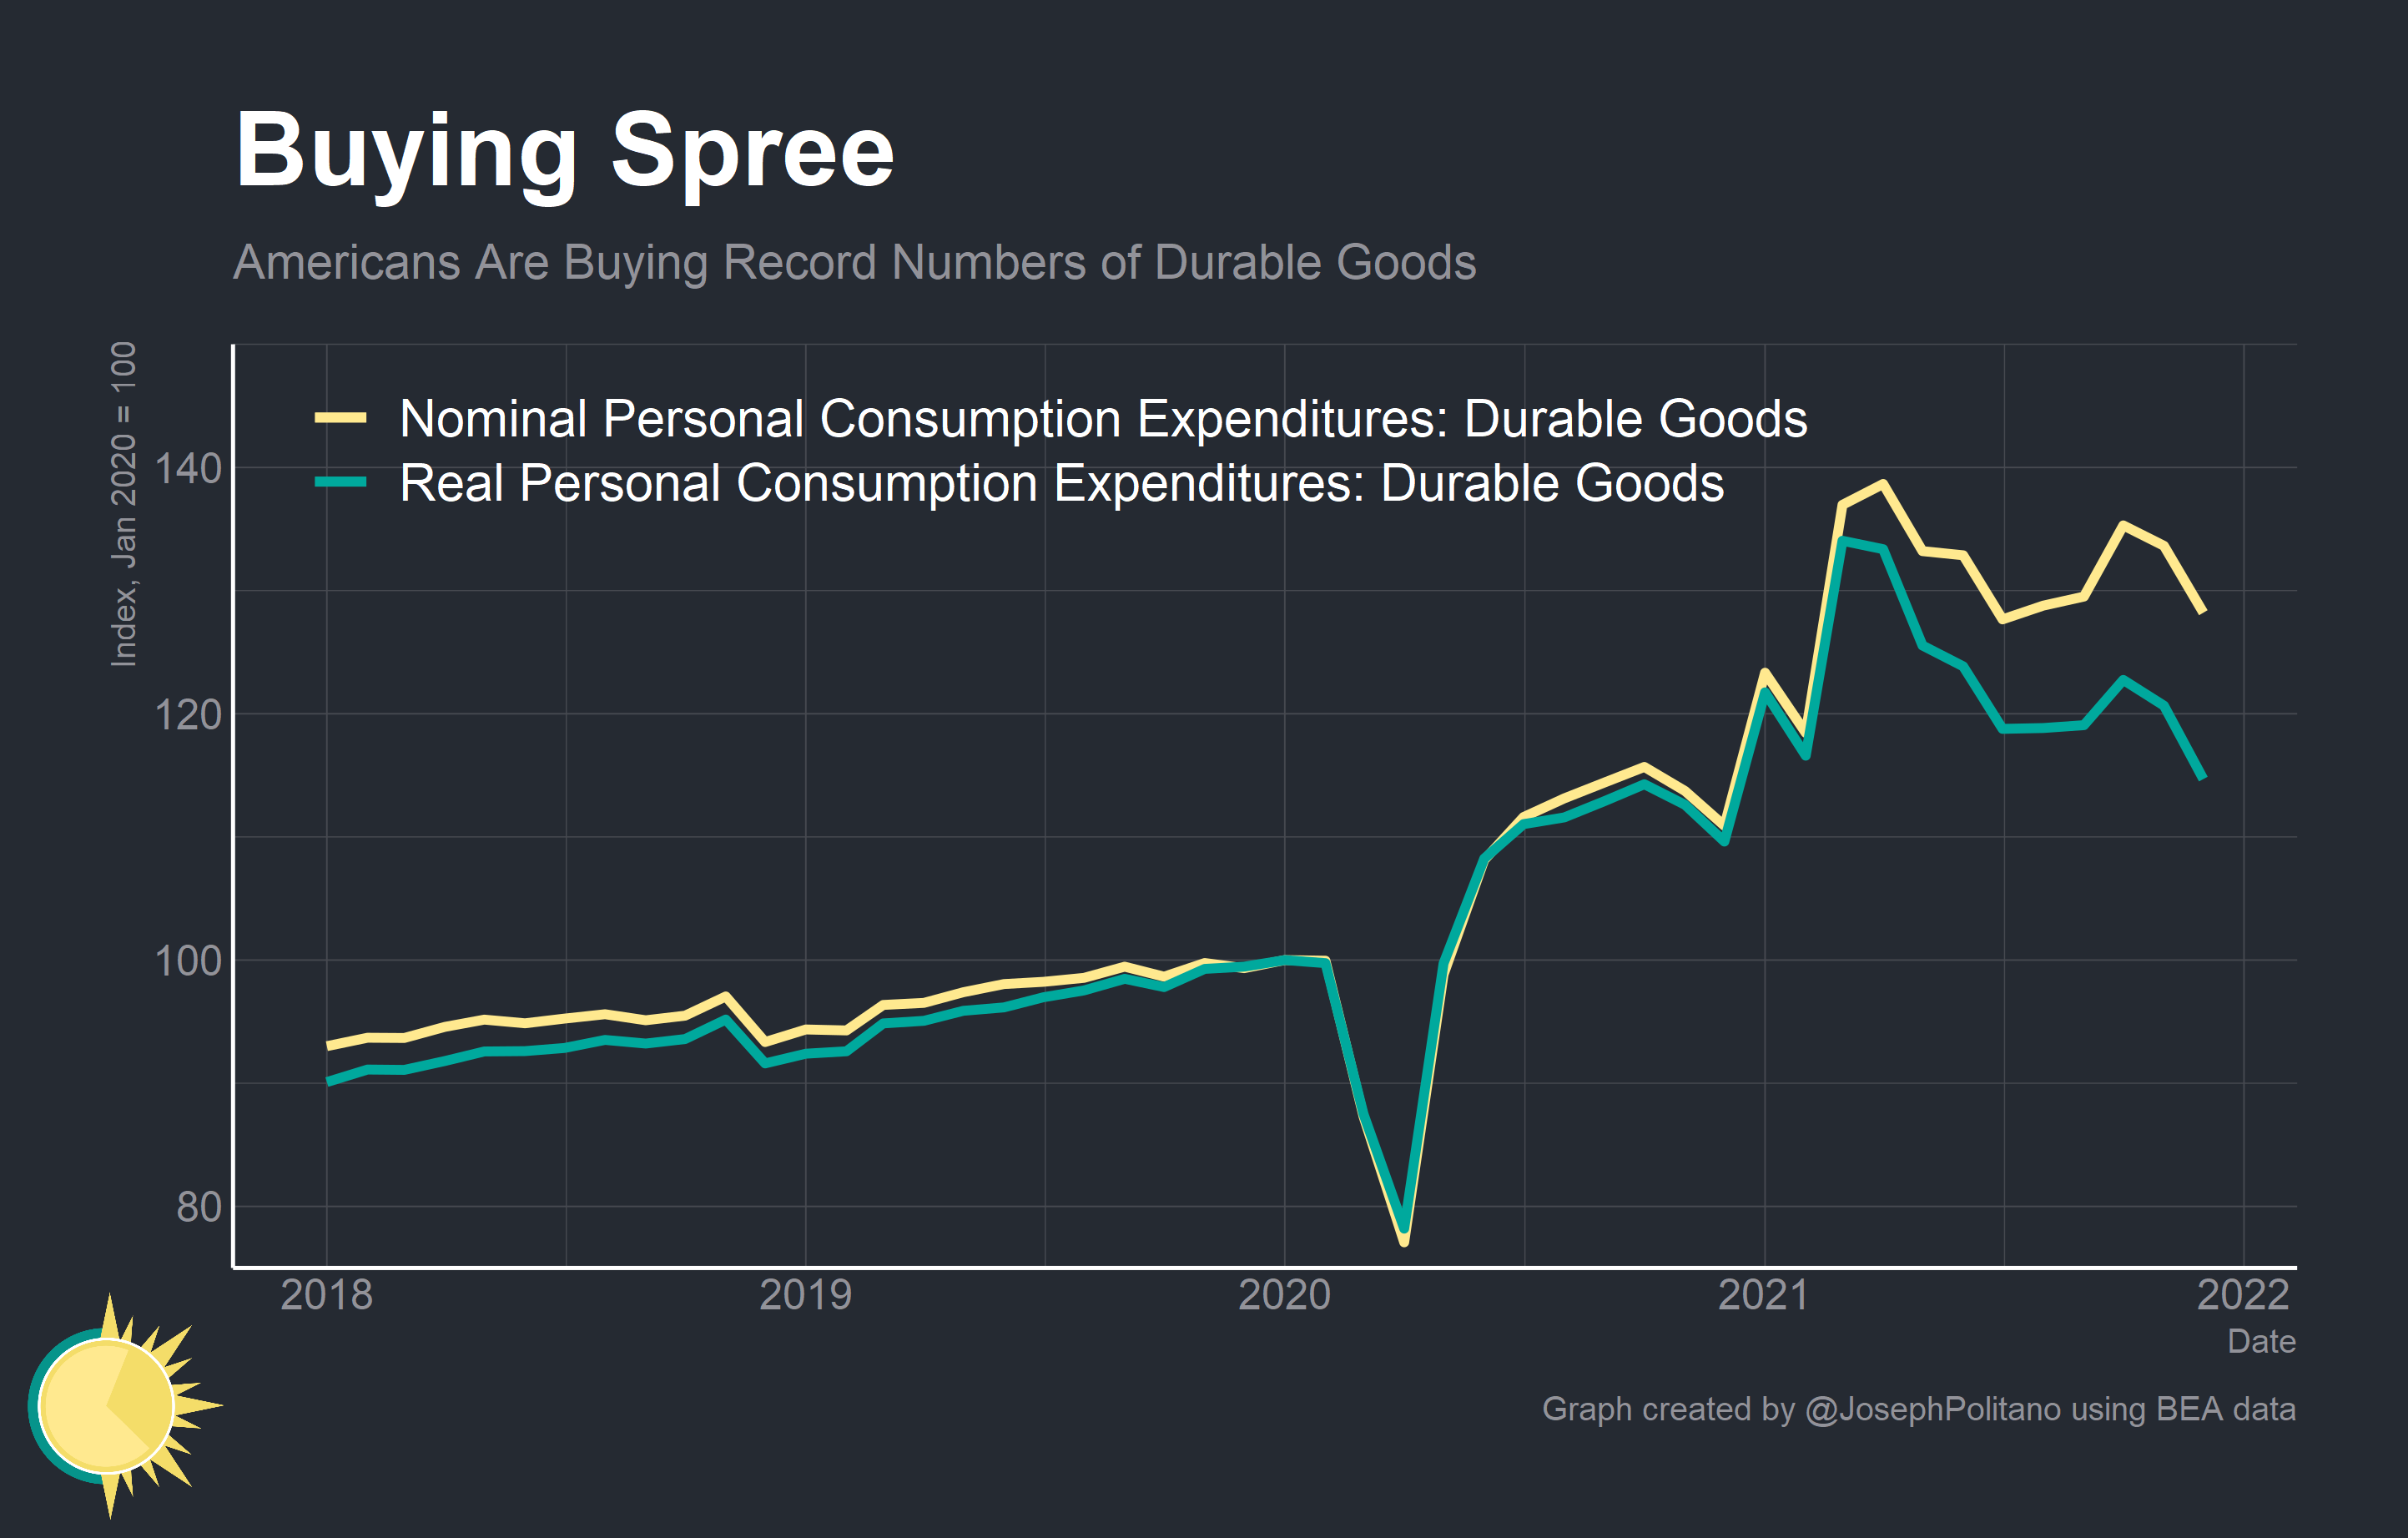 Buying Spree
Americans Are Buying Record Numbers of Durable Goods
Index, Jan 2020 = 100
Nominal Personal Consumption Expenditures: Durable Goods
Real Personal Consumption Expenditures: Durable Goods
140
120
100
80
2018 2019 2020 2021 2022
Date
Graph created by @JosephPolitano using BEA data